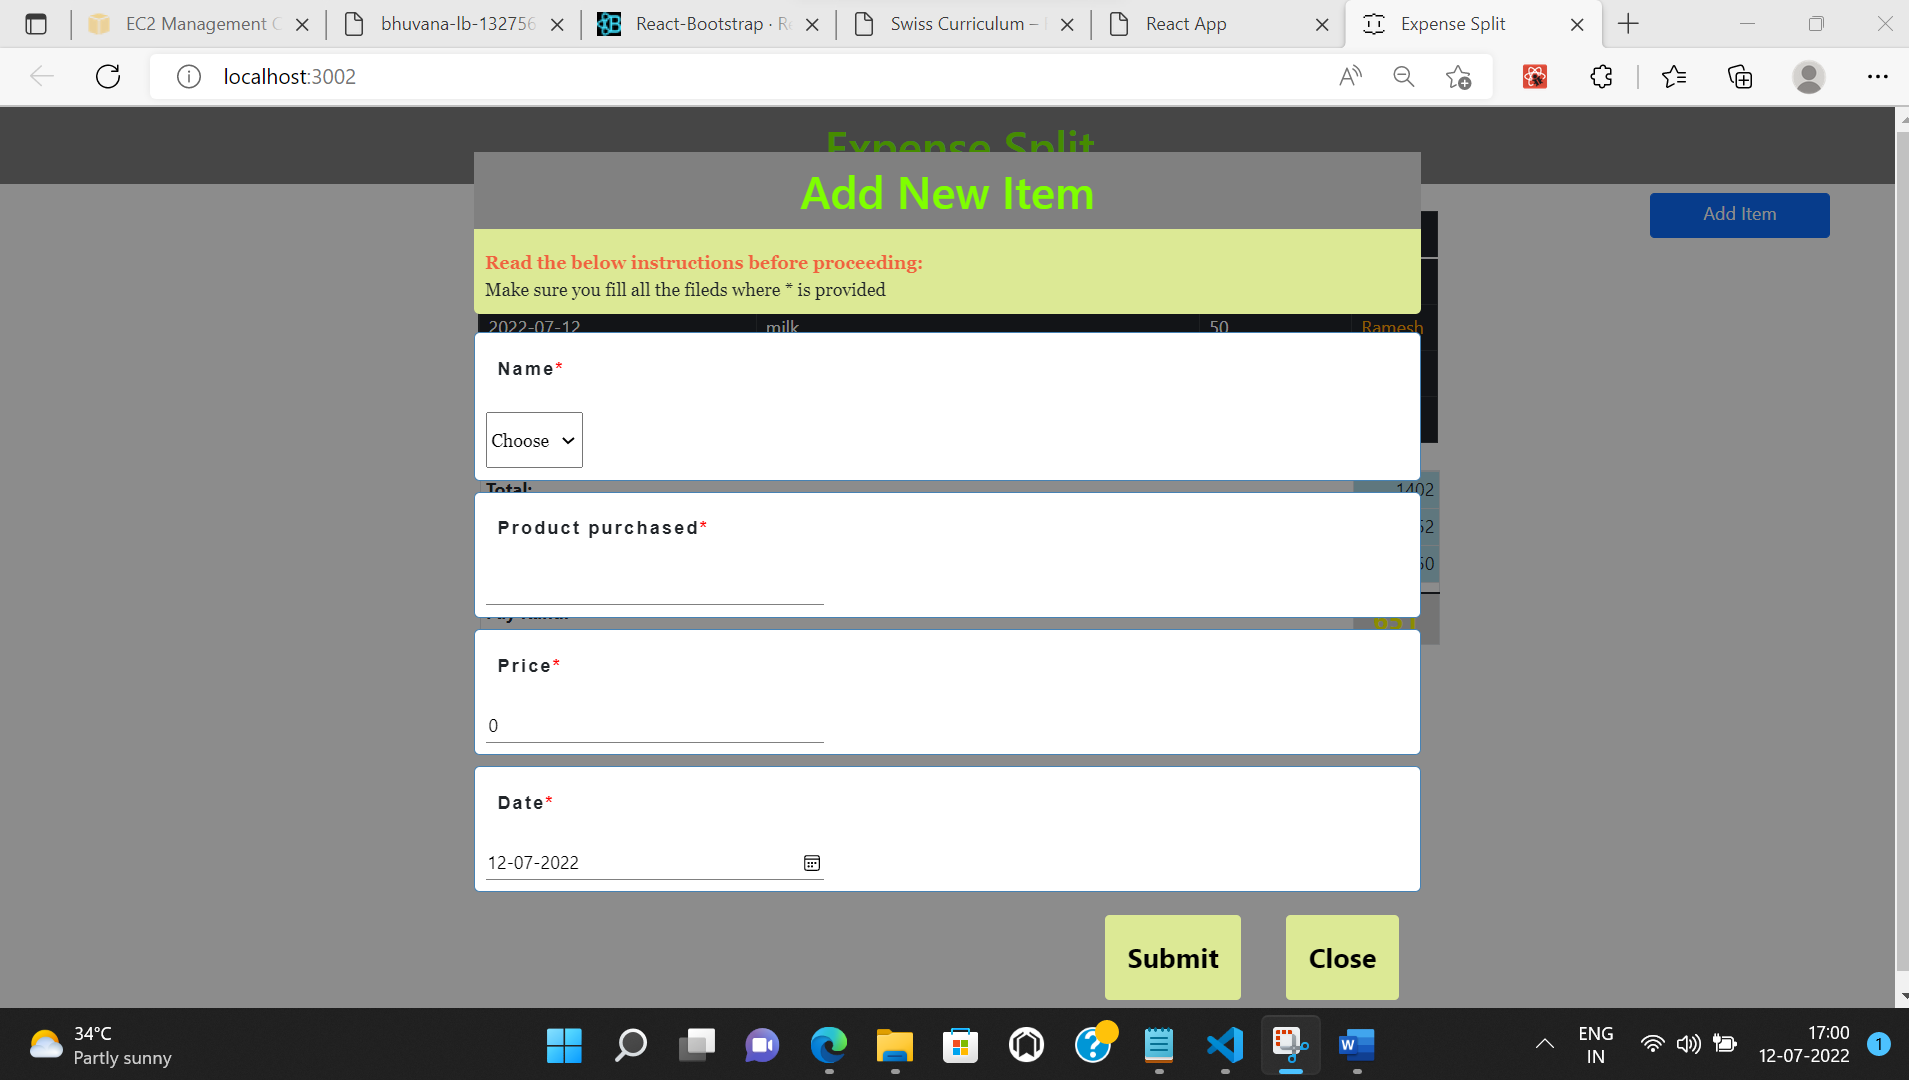 EC2 Management C
bhuvana-lb-132756
React-Bootstrap · Re
Swiss Curriculum –
React App
Expense Split
localhost:3002
Expense Split
Add New Item
Add Item
Read the below instructions before proceeding:
Make sure you fill all the fileds where * is provided
2022-07-12 milk 50 Ramesh
Name*
Choose
Total: 1402
Product purchased*
Price*
0
Date*
12-07-2022
Submit Close
34°C
Partly sunny
ENG
IN
17:00
12-07-2022
1